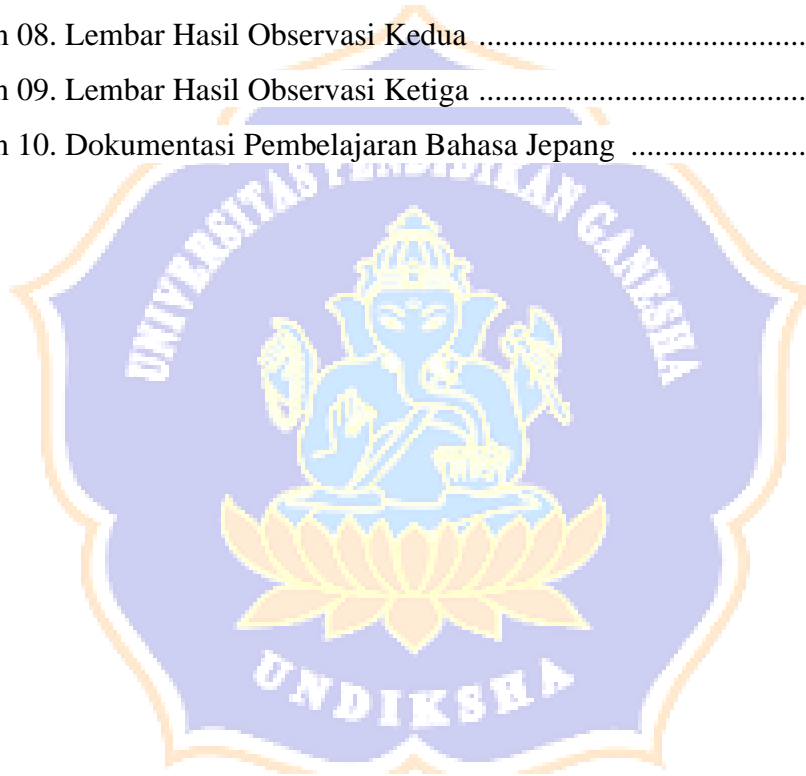 n 08. Lembar Hasil Observasi Kedua ...................................
n 09. Lembar Hasil Observasi Ketiga ...................................
n 10. Dokumentasi Pembelajaran Bahasa Jepang ...................
UNIVERSITAS PENDIDIKAN GANESHA
UNDIKSHA